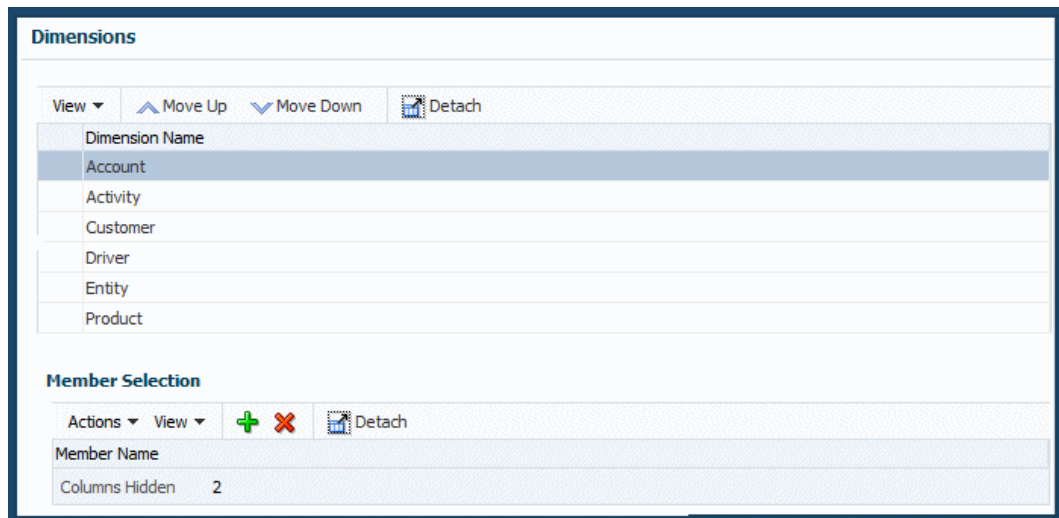 Dimensions
View Move Up Move Down Detach
Dimension Name
Account
Activity
Customer
Driver
Entity
Product
Member Selection
Actions View Detach
Member Name
Columns Hidden 2